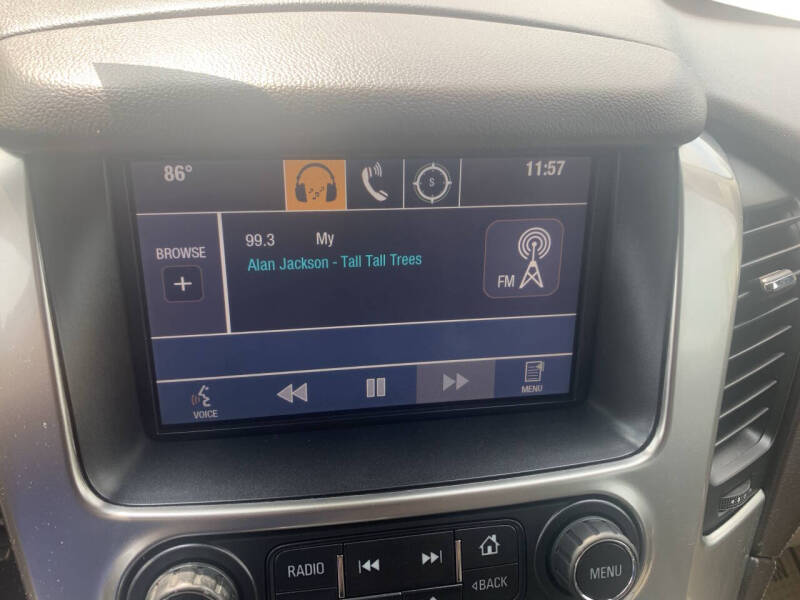 86°
S
11:57
BROWSE
+
99.3 My
Alan Jackson - Tall Tall Trees
FM
VOICE
MENU
RADIO
BACK
MENU